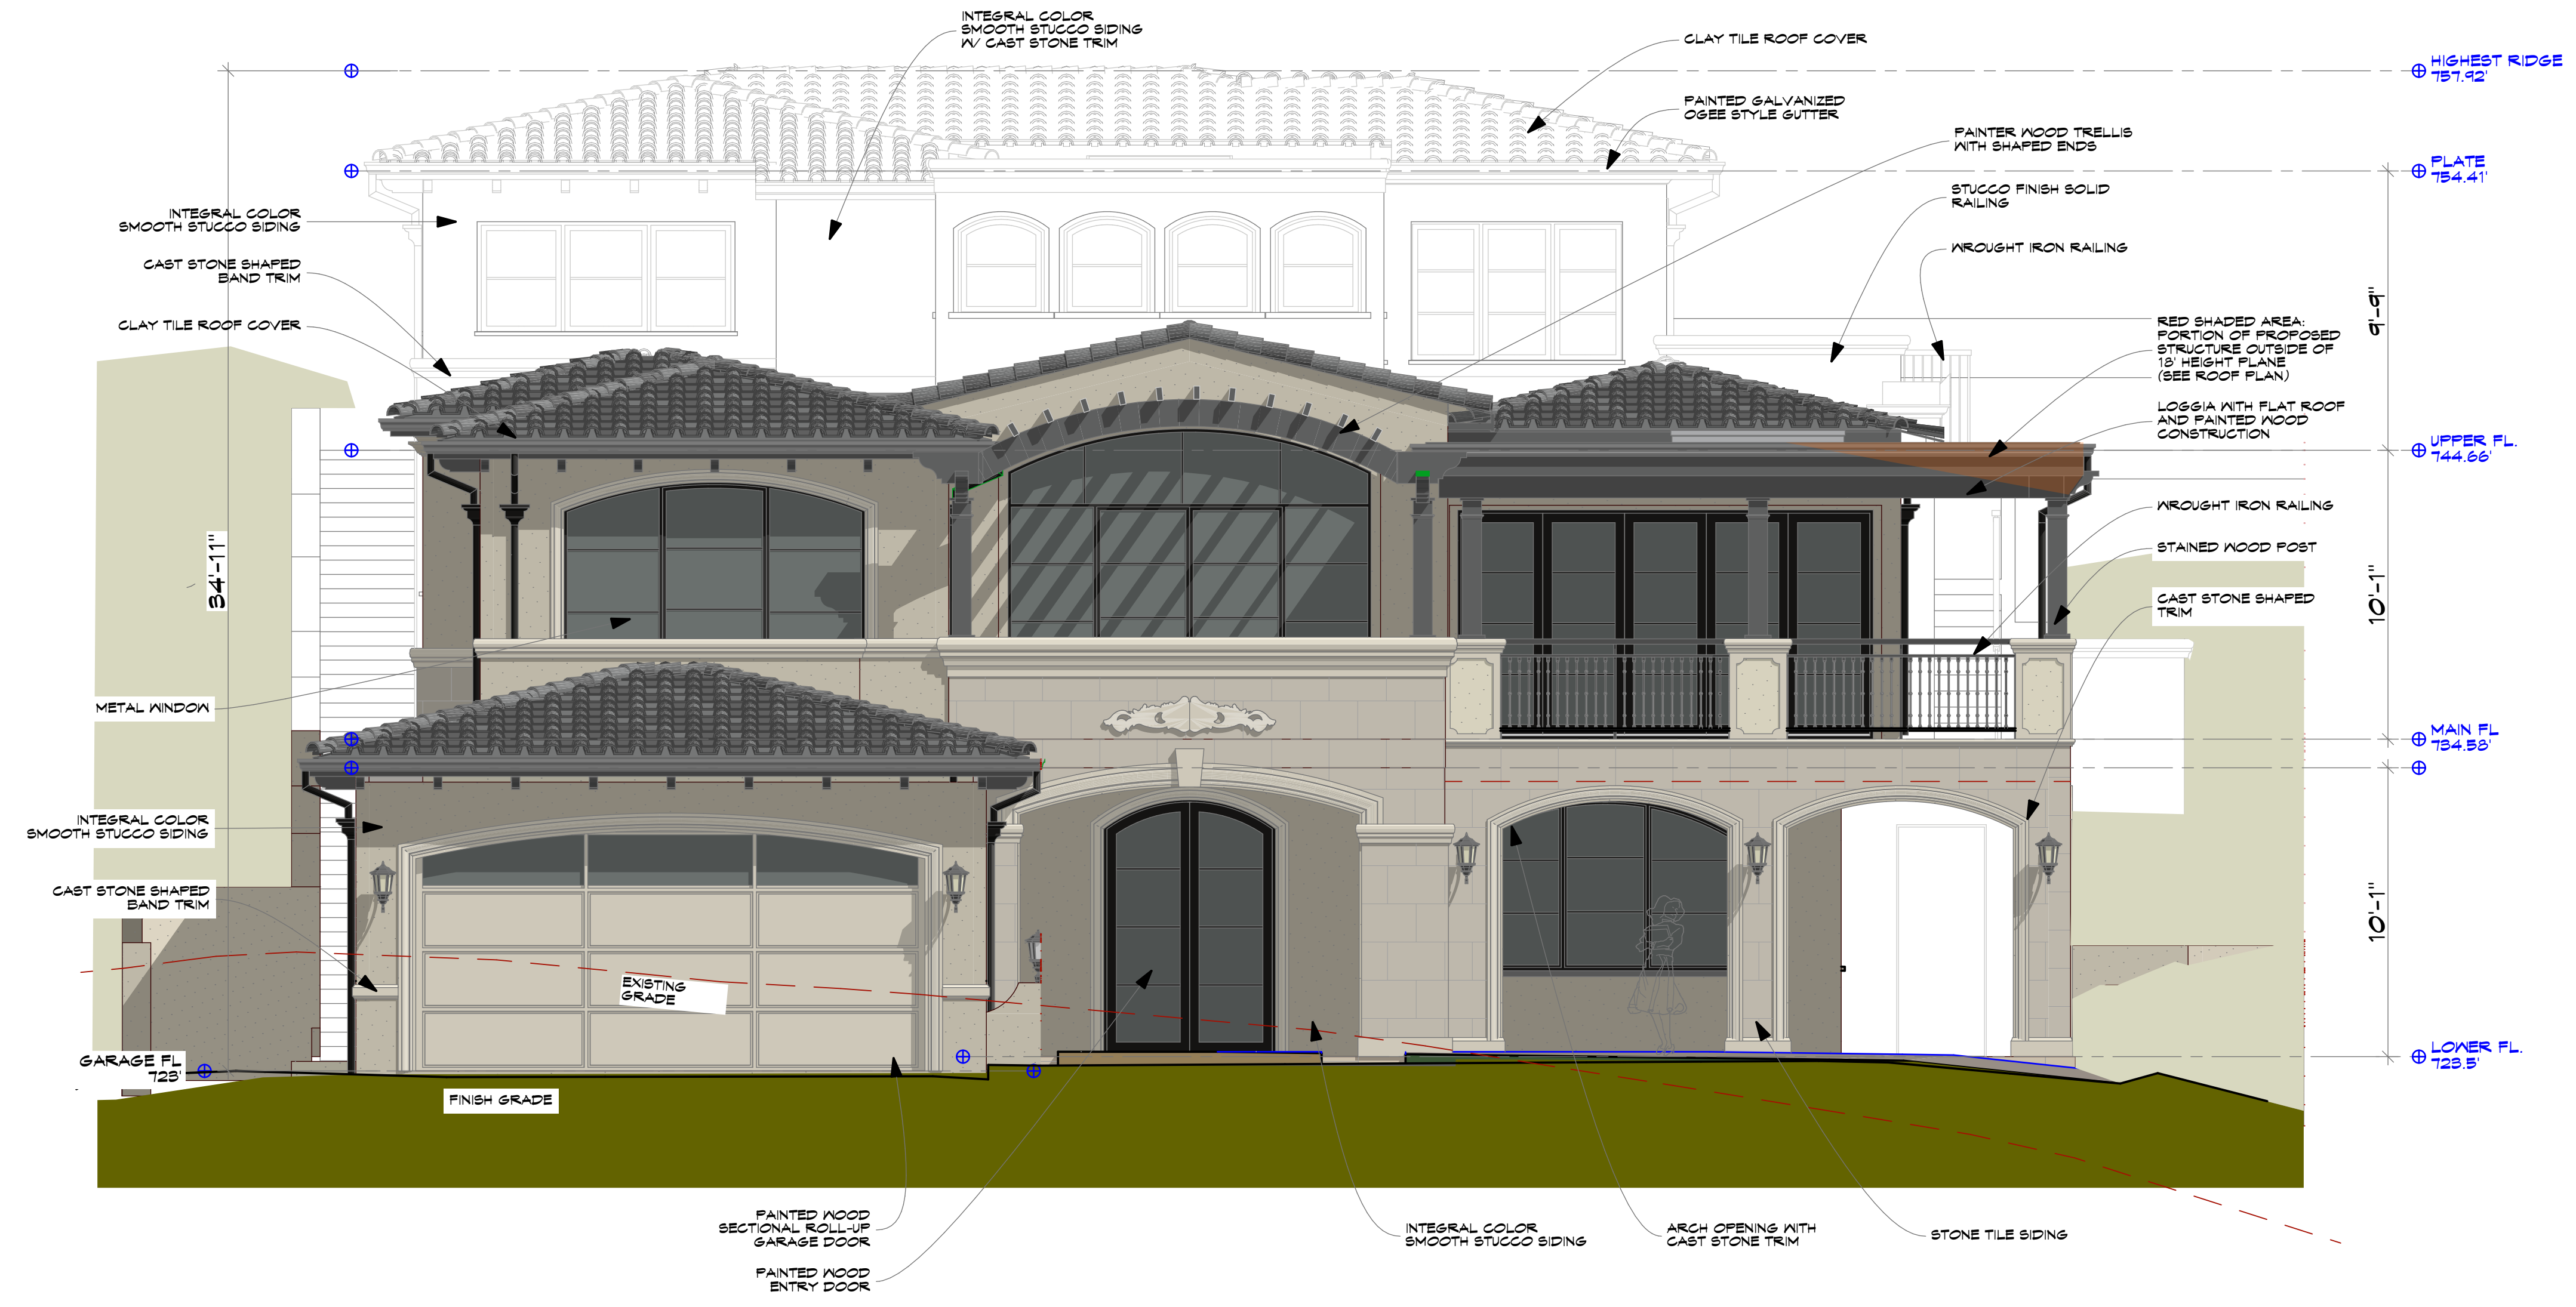 INTEGRAL COLOR
SMOOTH STUCCO SIDING
W/ CAST STONE TRIM
CLAY TILE ROOF COVER
HIGHEST RIDGE
757.92'
PAINTED GALVANIZED
OGEE STYLE GUTTER
PAINTER WOOD TRELLIS
WITH SHAPED ENDS
PLATE
754.41'
STUCCO FINISH SOLID
RAILING
INTEGRAL COLOR
SMOOTH STUCCO SIDING
WROUGHT IRON RAILING
CAST STONE SHAPED
BAND TRIM
9'-9"
CLAY TILE ROOF COVER
RED SHADED AREA:
PORTION OF PROPOSED
STRUCTURE OUTSIDE OF
18' HEIGHT PLANE
(SEE ROOF PLAN)
LOGGIA WITH FLAT ROOF
AND PAINTED WOOD
CONSTRUCTION
UPPER FL.
744.66'
WROUGHT IRON RAILING
STAINED WOOD POST
34'-11"
10'-1"
CAST STONE SHAPED
TRIM
METAL WINDOW
MAIN FL
734.58'
INTEGRAL COLOR
SMOOTH STUCCO SIDING
CAST STONE SHAPED
BAND TRIM
10'-1"
EXISTING
GRADE
GARAGE FL
723'
LOWER FL.
723.5'
FINISH GRADE
PAINTED WOOD
SECTIONAL ROLL-UP
GARAGE DOOR
INTEGRAL COLOR
SMOOTH STUCCO SIDING
ARCH OPENING WITH
CAST STONE TRIM
STONE TILE SIDING
PAINTED WOOD
ENTRY DOOR